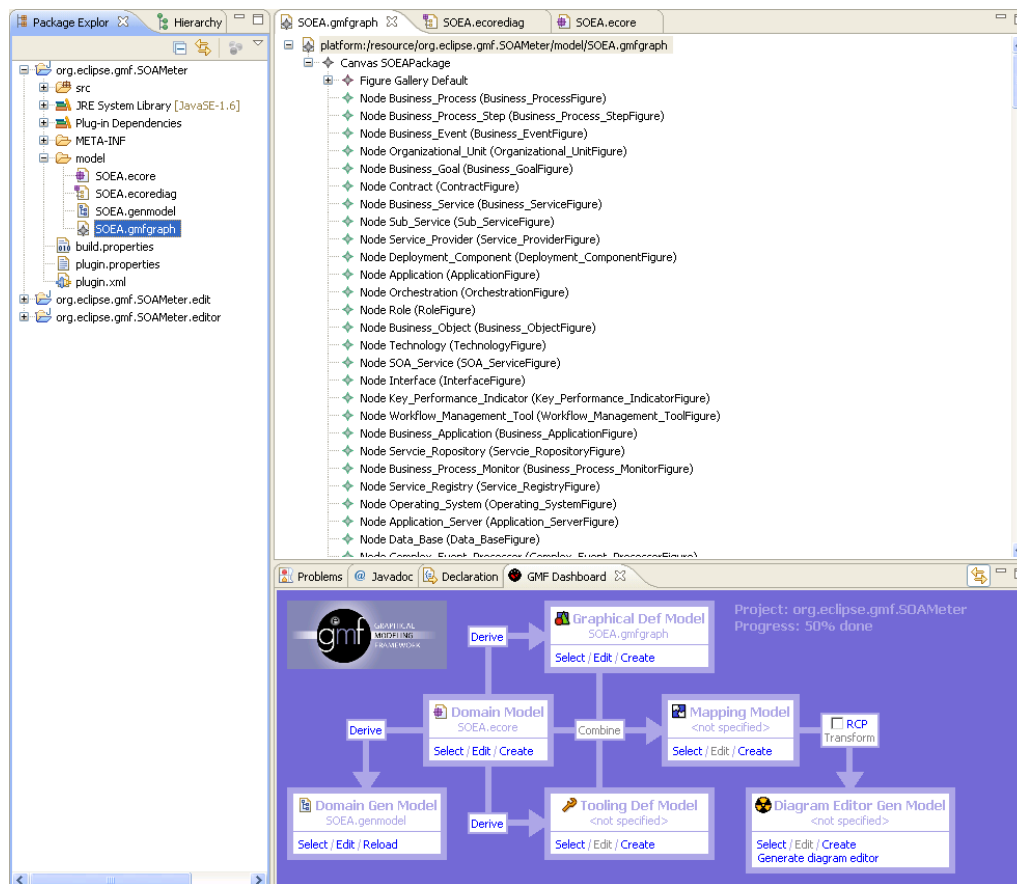 Package Explor
Hierarchy
org.eclipse.gmf.SOAMeter
src
JRE System Library [JavaSE-1.6]
Plug-in Dependencies
META-INF
model
SOEA.ecore
SOEA.ecorediag
SOEA.genmodel
SOEA.gmfgraph
build.properties
plugin.properties
plugin.xml
org.eclipse.gmf.SOAMeter.edit
org.eclipse.gmf.SOAMeter.editor
SOEA.gmfgraph
SOEA.ecorediag
SOEA.ecore
platform:/resource/org.eclipse.gmf.SOAMeter/model/SOEA.gmfgraph
Canvas SOEAPackage
Figure Gallery Default
Node Business_Process (Business_ProcessFigure)
Node Business_Process_Step (Business_Process_StepFigure)
Node Business_Event (Business_EventFigure)
Node Organizational_Unit (Organizational_UnitFigure)
Node Business_Goal (Business_GoalFigure)
Node Contract (ContractFigure)
Node Business_Service (Business_ServiceFigure)
Node Sub_Service (Sub_ServiceFigure)
Node Service_Provider (Service_ProviderFigure)
Node Deployment_Component (Deployment_ComponentFigure)
Node Application (ApplicationFigure)
Node Orchestration (OrchestrationFigure)
Node Role (RoleFigure)
Node Business_Object (Business_ObjectFigure)
Node Technology (TechnologyFigure)
Node SOA_Service (SOA_ServiceFigure)
Node Interface (InterfaceFigure)
Node Key_Performance_Indicator (Key_Performance_IndicatorFigure)
Node Workflow_Management_Tool (Workflow_Management_ToolFigure)
Node Business_Application (Business_ApplicationFigure)
Node Servcie_Ropository (Servcie_RopositoryFigure)
Node Business_Process_Monitor (Business_Process_MonitorFigure)
Node Service_Registry (Service_RegistryFigure)
Node Operating_System (Operating_SystemFigure)
Node Application_Server (Application_ServerFigure)
Node Data_Base (Data_BaseFigure)
Node Complex_Event_Processor (Complex_Event_ProcessorFigure)
Problems
@ Javadoc
Declaration
GMF Dashboard
gmf
GRAPHICAL
MODELING
FRAMEWORK
Project: org.eclipse.gmf.SOAMeter
Progress: 50% done
Derive
Graphical Def Model
SOEA.gmfgraph
Select / Edit / Create
Derive
Domain Model
SOEA.ecore
Select / Edit / Create
Combine
Mapping Model
<not specified>
Select / Edit / Create
RCP
Transform
Domain Gen Model
SOEA.genmodel
Select / Edit / Reload
Derive
Tooling Def Model
<not specified>
Select / Edit / Create
Diagram Editor Gen Model
<not specified>
Select / Edit / Create
Generate diagram editor